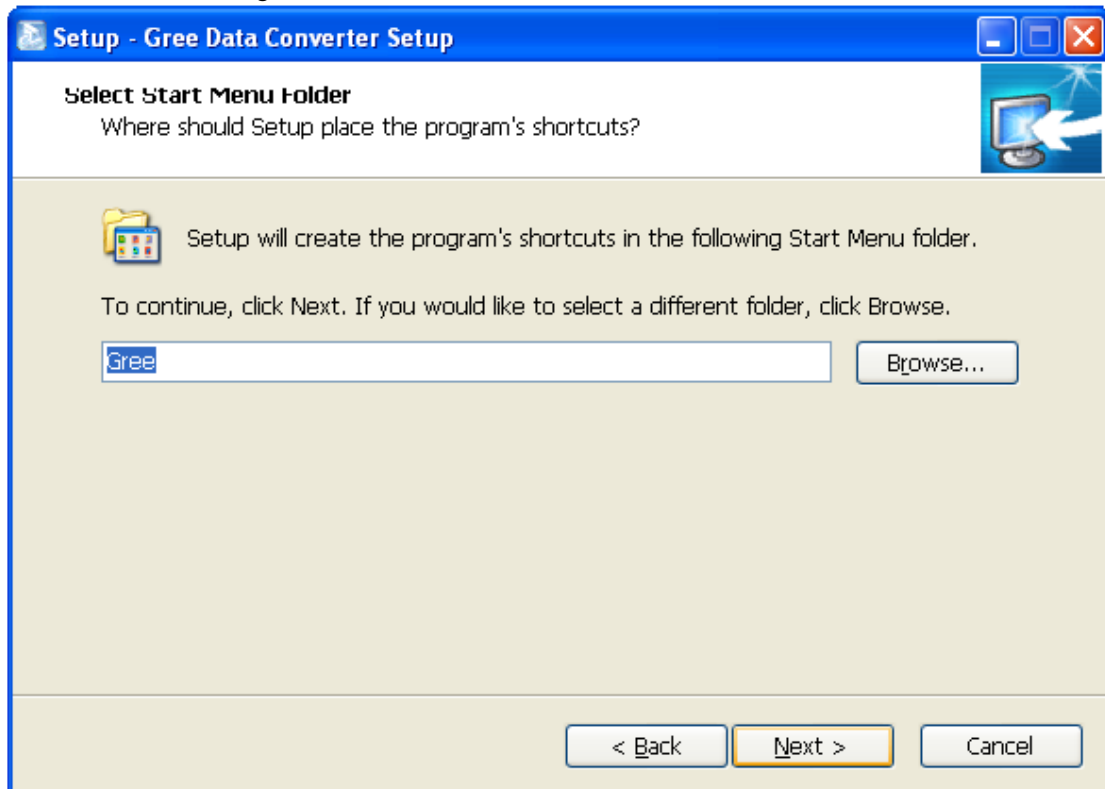 Setup - Gree Data Converter Setup
Select Start Menu Folder
Where should Setup place the program's shortcuts?
Setup will create the program's shortcuts in the following Start Menu folder.
To continue, click Next. If you would like to select a different folder, click Browse.
Gree
Browse...
< Back
Next >
Cancel